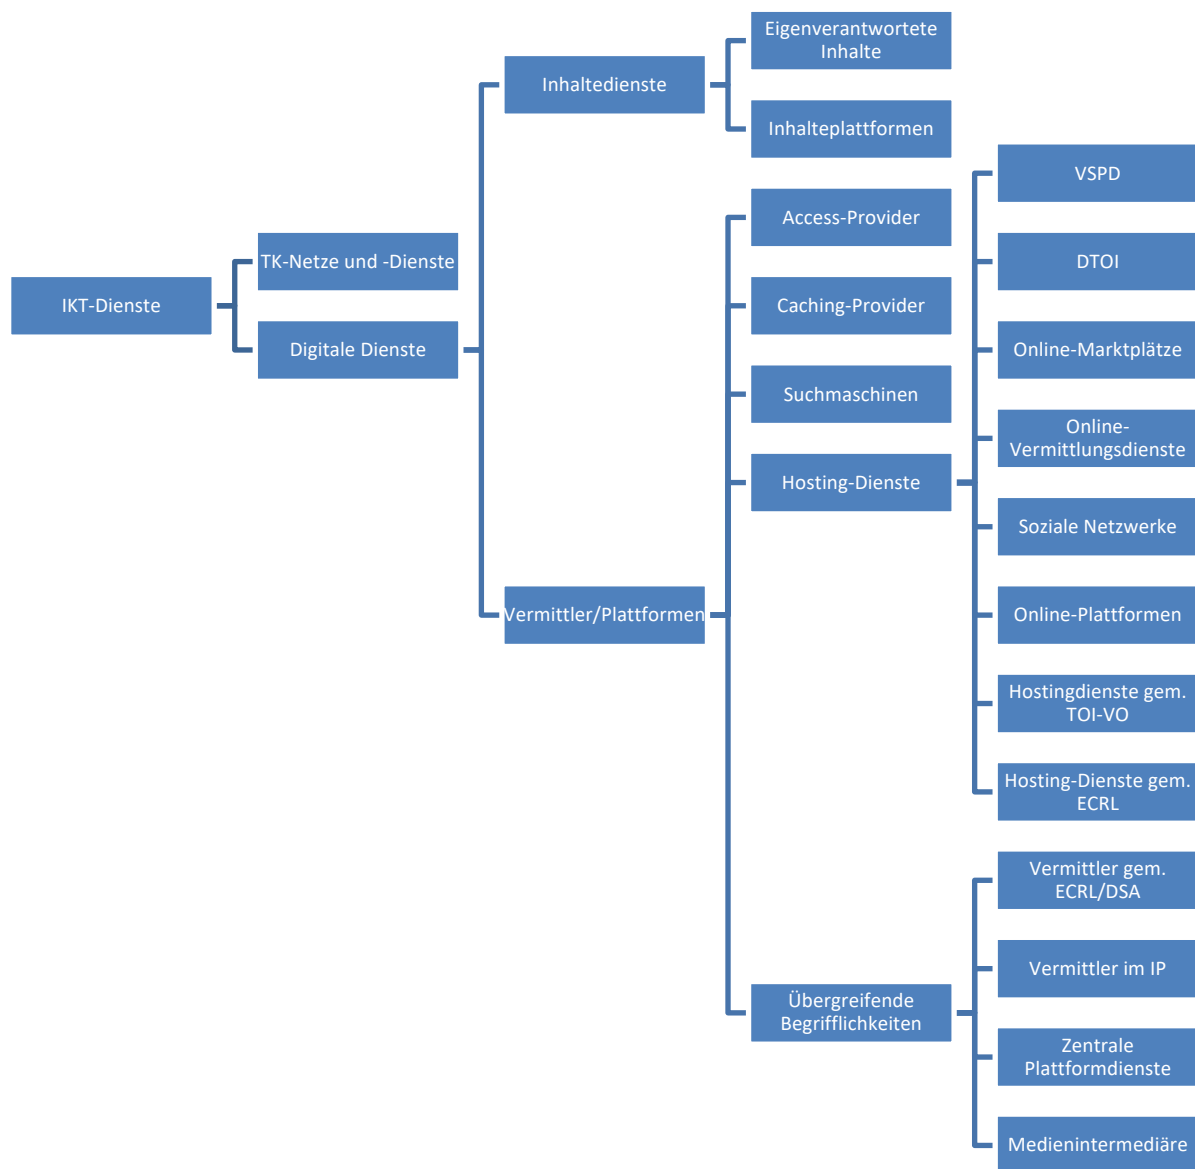 Eigenverantwortete
Inhalte
Inhaltedienste
Inhalteplattformen
VSPD
Access-Provider
TK-Netze und -Dienste
DTOI
IKT-Dienste
Caching-Provider
Digitale Dienste
Online-Marktplätze
Suchmaschinen
Online-
Vermittlungsdienste
Hosting-Dienste
Soziale Netzwerke
Vermittler/Plattformen
Online-Plattformen
Hostingdienste gem.
TOI-VO
Hosting-Dienste gem.
ECRL
Vermittler gem.
ECRL/DSA
Vermittler im IP
Übergreifende
Begrifflichkeiten
Zentrale
Plattformdienste
Medienintermediäre